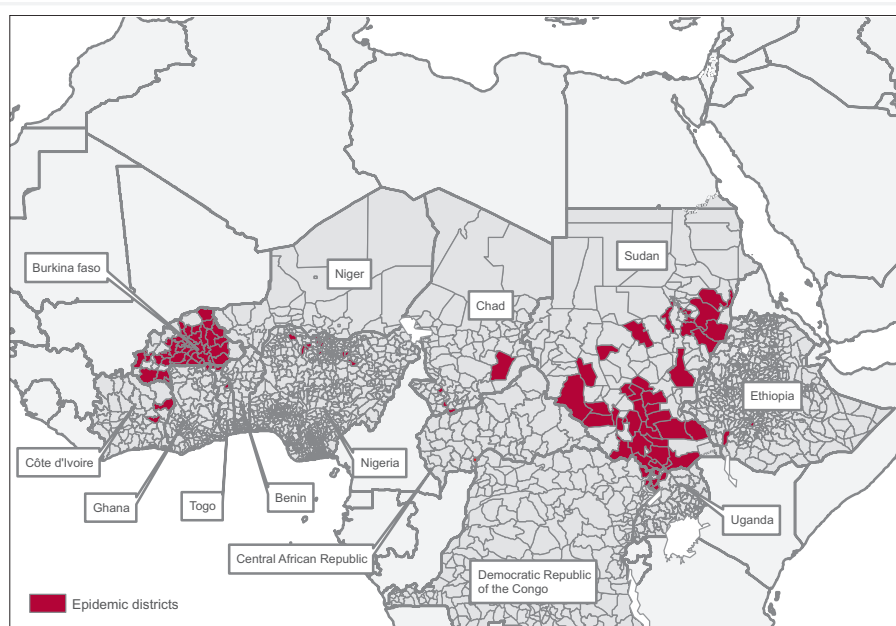 Burkina faso
Niger
Chad
Sudan
Ethiopia
Côte d'Ivoire
Ghana
Togo
Benin
Nigeria
Central African Republic
Democratic Republic
of the Congo
Uganda
Epidemic districts